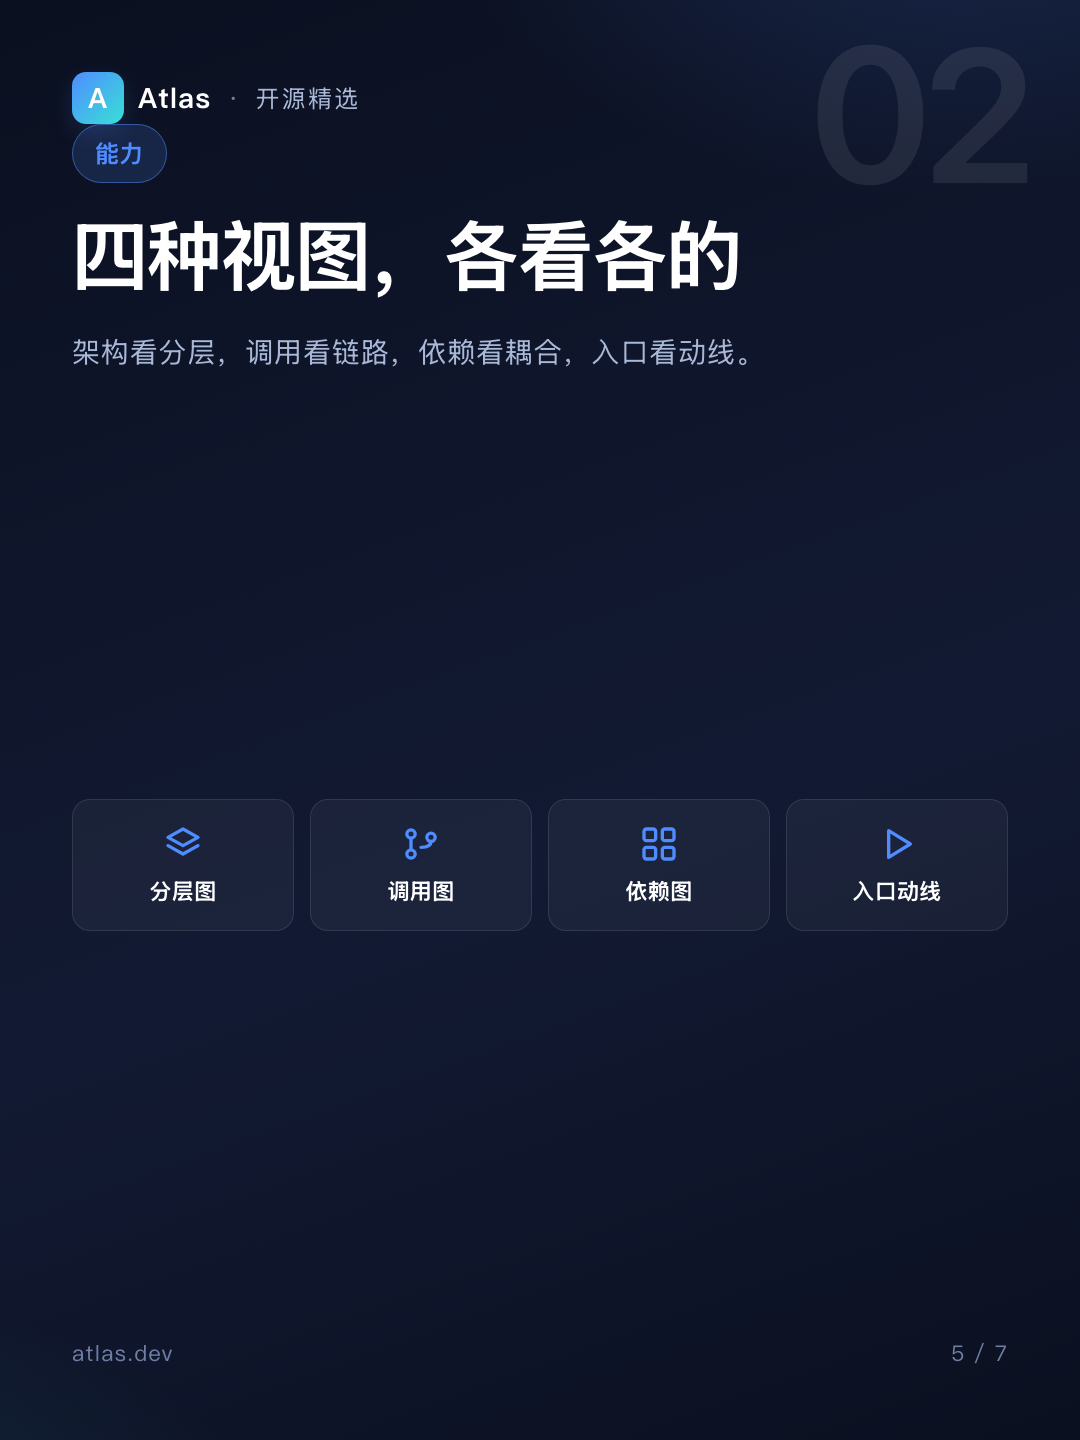 A Atlas · 开源精选
02
能力
四种视图，各看各的
架构看分层，调用看链路，依赖看耦合，入口看动线。
分层图
调用图
依赖图
入口动线
atlas.dev
5 / 7